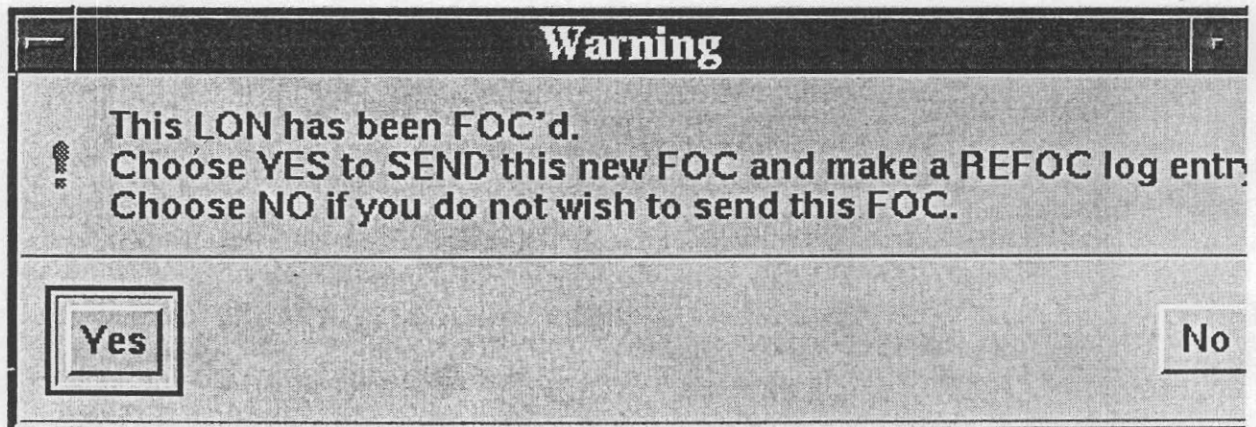 Warning
This LON has been FOC'd.
Choose YES to SEND this new FOC and make a REFOC log entry
Choose NO if you do not wish to send this FOC.
Yes
No